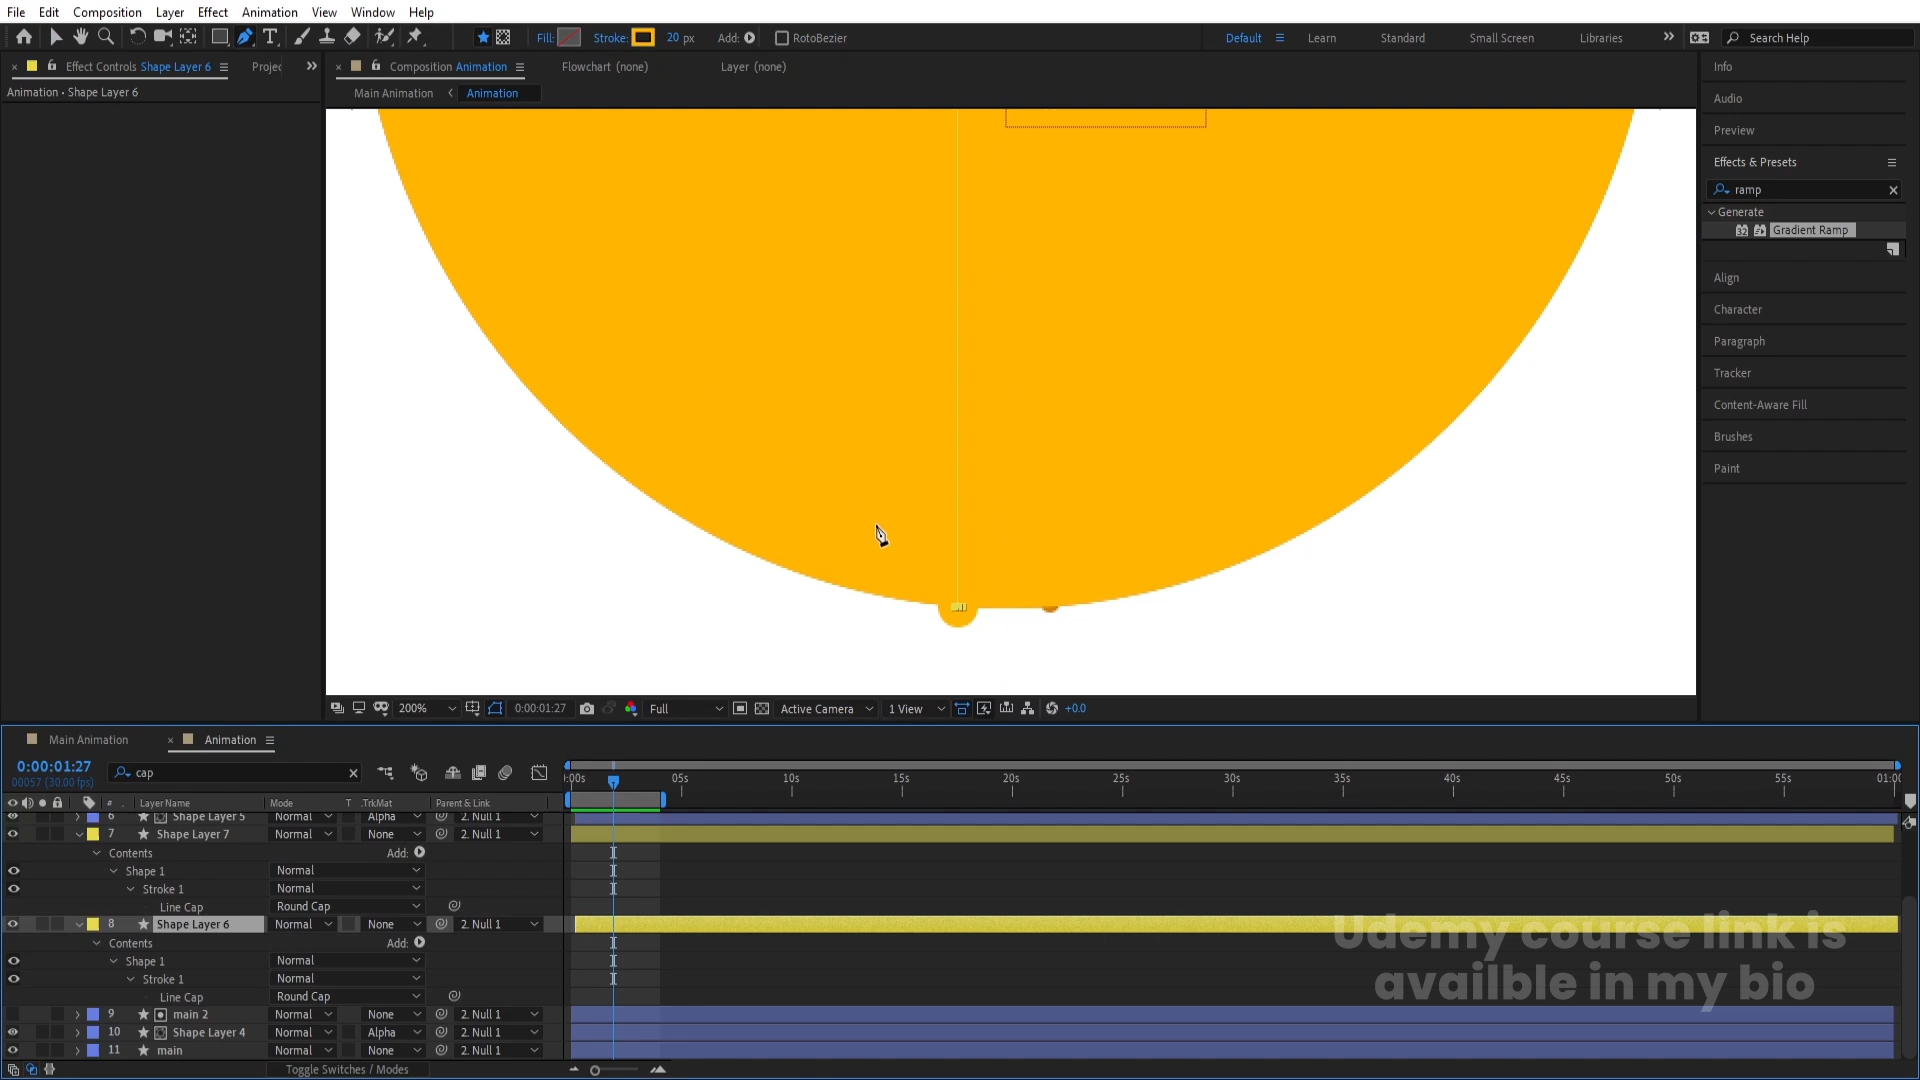 File Edit Composition Layer Effect Animation View Window Help
Fill: Stroke: 20 px Add: RotoBezier Default Learn Standard Small Screen Libraries Search Help
Effect Controls Shape Layer 6 Projec
Animation • Shape Layer 6
Composition Animation Flowchart (none) Layer (none)
Main Animation Animation
Info
Audio
Preview
Effects & Presets
ramp
Generate
32 Gradient Ramp
Align
Character
Paragraph
Tracker
Content-Aware Fill
Brushes
Paint
200% 0:00:01:27 Full Active Camera 1 View +0.0
Main Animation Animation
0:00:01:27
00057 (30.00 fps)
cap
:00s 05s 10s 15s 20s 25s 30s 35s 40s 45s 50s 55s 01:00
# Layer Name Mode T .TrkMat Parent & Link
6 Shape Layer 5 Normal Alpha 2. Null 1
7 Shape Layer 7 Normal None 2. Null 1
Contents Add:
Shape 1 Normal
Stroke 1 Normal
Line Cap Round Cap
8 Shape Layer 6 Normal None 2. Null 1
Contents Add:
Shape 1 Normal
Stroke 1 Normal
Line Cap Round Cap
9 main 2 Normal None 2. Null 1
10 Shape Layer 4 Normal Alpha 2. Null 1
11 main Normal None 2. Null 1
Toggle Switches / Modes
Udemy course link is
availble in my bio